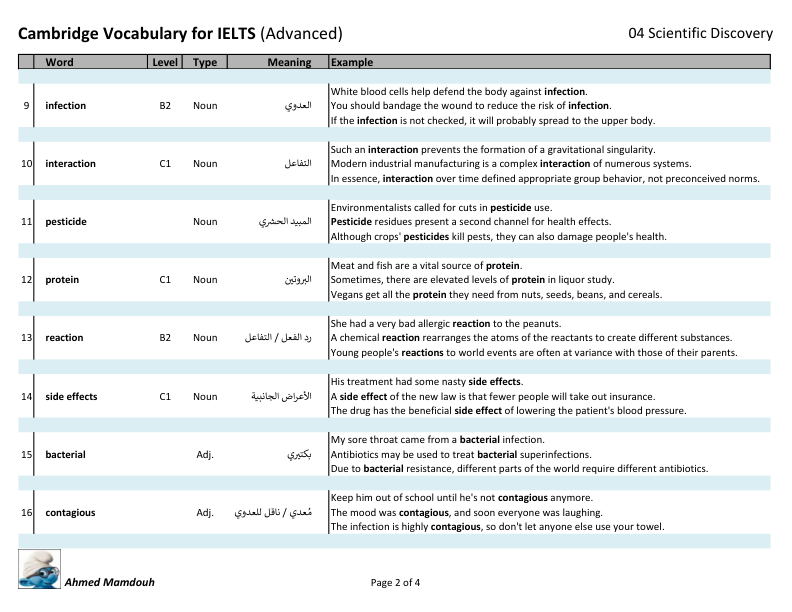 Cambridge Vocabulary for IELTS (Advanced) 04 Scientific Discovery
Word Level Type Meaning Example
White blood cells help defend the body against infection.
9 infection B2 Noun العدوي You should bandage the wound to reduce the risk of infection.
If the infection is not checked, it will probably spread to the upper body.
Such an interaction prevents the formation of a gravitational singularity.
10 interaction C1 Noun التفاعل Modern industrial manufacturing is a complex interaction of numerous systems.
In essence, interaction over time defined appropriate group behavior, not preconceived norms.
Environmentalists called for cuts in pesticide use.
11 pesticide Noun المبيد الحشري Pesticide residues present a second channel for health effects.
Although crops' pesticides kill pests, they can also damage people's health.
Meat and fish are a vital source of protein.
12 protein C1 Noun البروتين Sometimes, there are elevated levels of protein in liquor study.
Vegans get all the protein they need from nuts, seeds, beans, and cereals.
She had a very bad allergic reaction to the peanuts.
13 reaction B2 Noun رد الفعل / التفاعل A chemical reaction rearranges the atoms of the reactants to create different substances.
Young people's reactions to world events are often at variance with those of their parents.
His treatment had some nasty side effects.
14 side effects C1 Noun الأعراض الجانبية A side effect of the new law is that fewer people will take out insurance.
The drug has the beneficial side effect of lowering the patient's blood pressure.
My sore throat came from a bacterial infection.
15 bacterial Adj. بكتيري Antibiotics may be used to treat bacterial superinfections.
Due to bacterial resistance, different parts of the world require different antibiotics.
Keep him out of school until he's not contagious anymore.
16 contagious Adj. مُعدي / ناقل للعدوي The mood was contagious, and soon everyone was laughing.
The infection is highly contagious, so don't let anyone else use your towel.
Ahmed Mamdouh Page 2 of 4